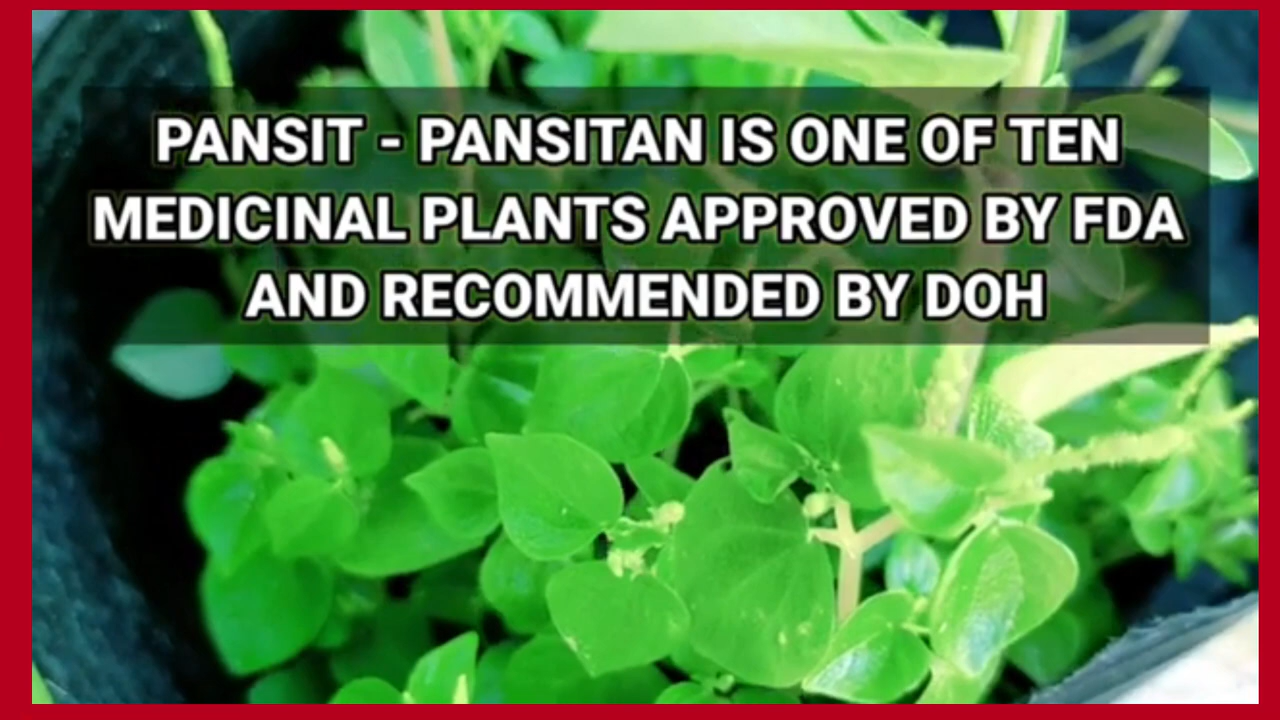 PANSIT - PANSITAN IS ONE OF TEN
MEDICINAL PLANTS APPROVED BY FDA
AND RECOMMENDED BY DOH